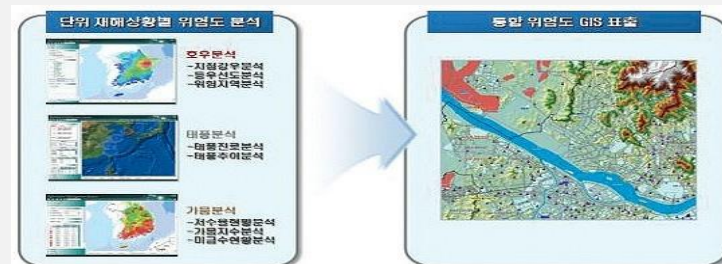 단위 재해상황별 위험도 분석
호우분석
-지점강우분석
-등우선도분석
-위험지역분석
태풍분석
-태풍진로분석
-태풍추이분석
가뭄분석
-저수율현황분석
-가뭄지수분석
-미급수현황분석
통합 위험도 GIS 표출